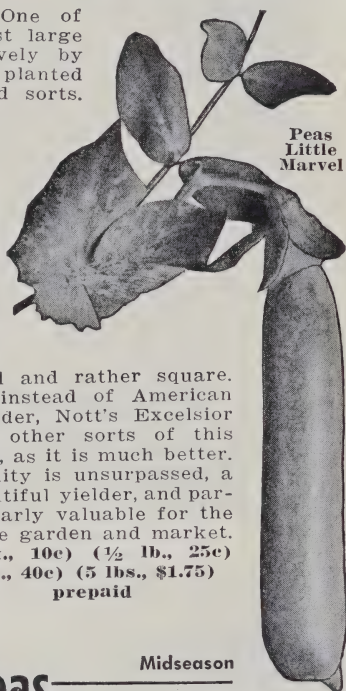 One of
st large
vely by
planted
d sorts.
Peas
Little
Marvel
l and rather square.
instead of American
der, Nott's Excelsior
other sorts of this
, as it is much better.
ity is unsurpassed, a
tiful yielder, and par-
arly valuable for the
e garden and market.
t., 10c) (½ lb., 25c)
., 40c) (5 lbs., $1.75)
prepaid
Midseason
eas